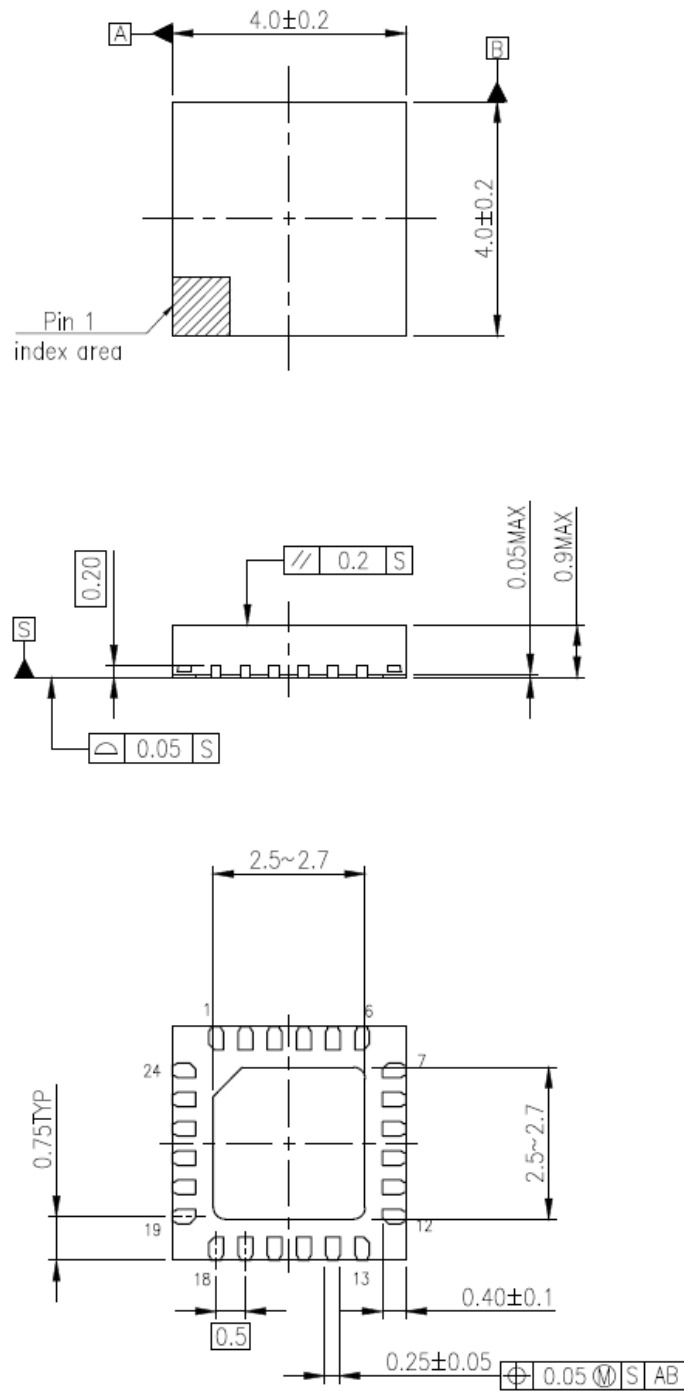 4.0±0.2
A
B
4.0±0.2
Pin 1
index area
0.05MAX
0.9MAX
0.20
// 0.2 S
S
⌓ 0.05 S
2.5~2.7
1
6
24
7
0.75TYP
2.5~2.7
19
12
18
13
0.40±0.1
0.5
0.25±0.05
⌖ 0.05 Ⓜ S AB